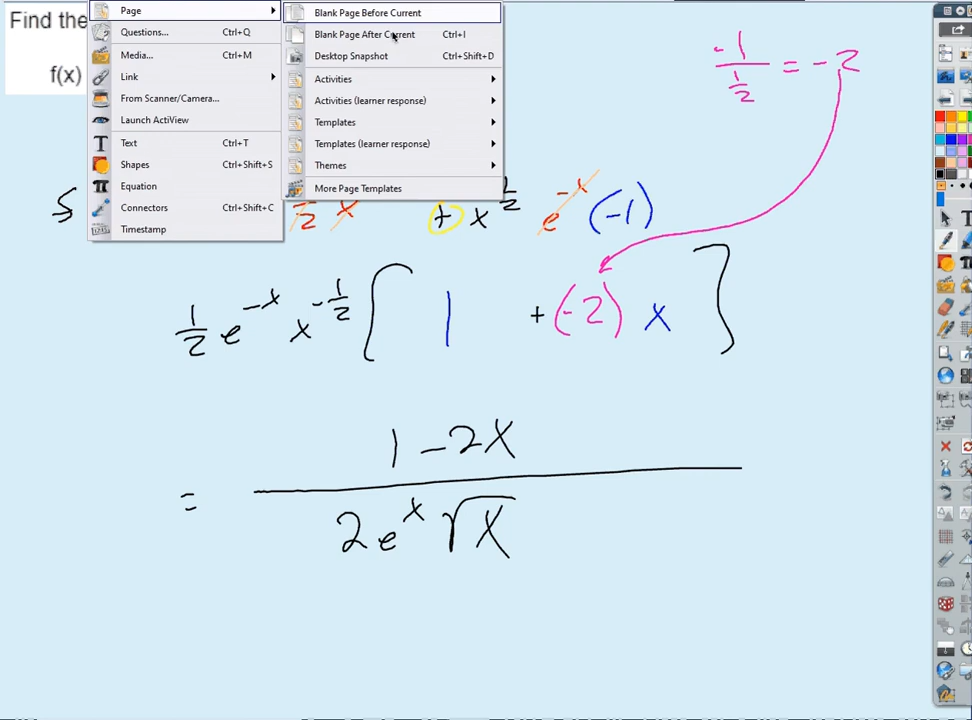 Find the
f(x)
Page
Questions... Ctrl+Q
Media... Ctrl+M
Link
From Scanner/Camera...
Launch ActiView
Text Ctrl+T
Shapes Ctrl+Shift+S
Equation
Connectors Ctrl+Shift+C
Timestamp
Blank Page Before Current
Blank Page After Current Ctrl+I
Desktop Snapshot Ctrl+Shift+D
Activities
Activities (learner response)
Templates
Templates (learner response)
Themes
More Page Templates
-1 / 1/2 = -2
2 x + x^1/2 e^-x (-1)
1/2 e^-x x^-1/2 [ 1 + (-2) x ]
= 1 - 2x / 2e^x √x